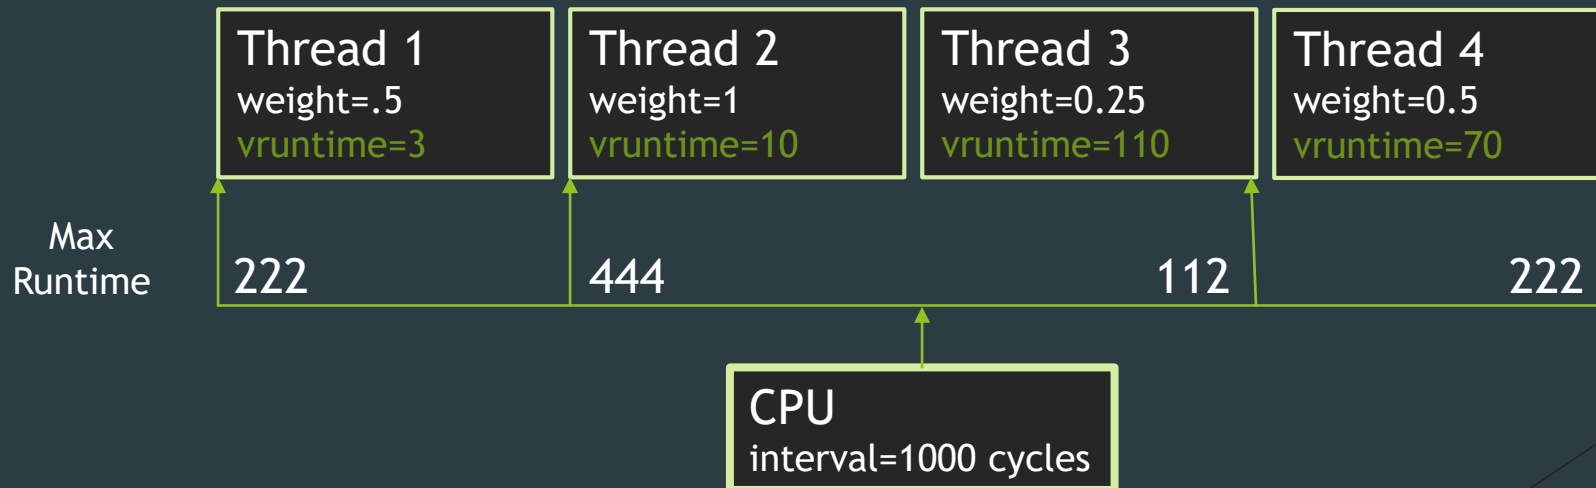 Thread 1
weight=.5
vruntime=3
Thread 2
weight=1
vruntime=10
Thread 3
weight=0.25
vruntime=110
Thread 4
weight=0.5
vruntime=70
Max
Runtime
222
444
112
222
CPU
interval=1000 cycles